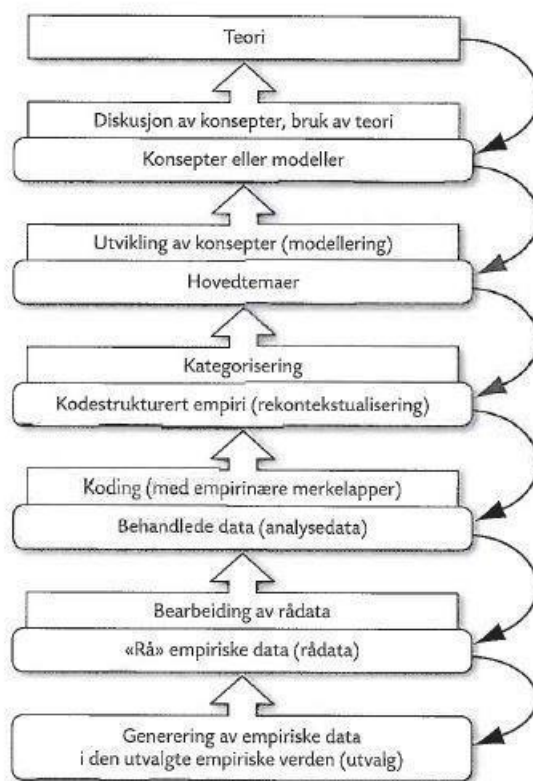 Teori
Diskusjon av konsepter, bruk av teori
Konsepter eller modeller
Utvikling av konsepter (modellering)
Hovedtemaer
Kategorisering
Kodestrukturert empiri (rekontekstualisering)
Koding (med empirinære merkelapper)
Behandlede data (analysedata)
Bearbeiding av rådata
«Rå» empiriske data (rådata)
Generering av empiriske data
i den utvalgte empiriske verden (utvalg)